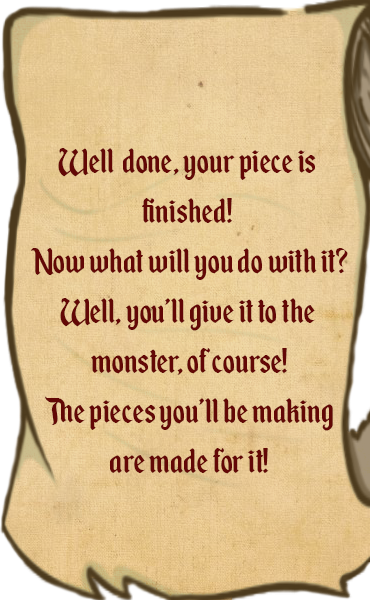 Well done, your piece is
finished!
Now what will you do with it?
Well, you'll give it to the
monster, of course!
The pieces you'll be making
are made for it!